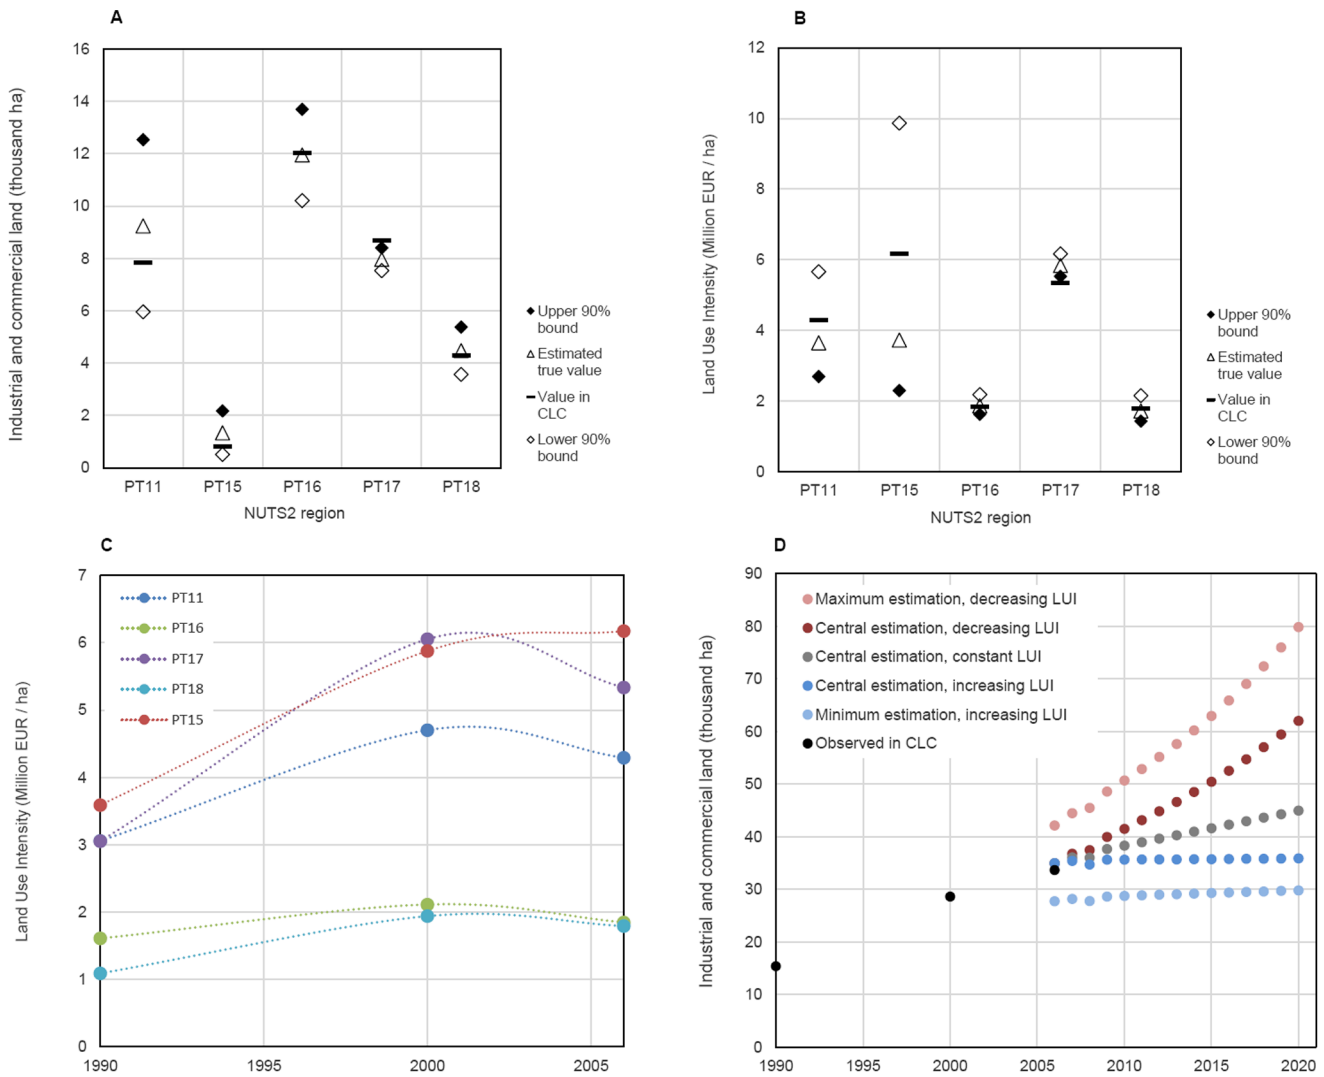 A
Industrial and commercial land (thousand ha)
16
14
12
10
8
6
4
2
0
PT11
PT15
PT16
PT17
PT18
NUTS2 region
Upper 90%
bound
Estimated
true value
Value in
CLC
Lower 90%
bound
B
Land Use Intensity (Million EUR / ha)
12
10
8
6
4
2
0
PT11
PT15
PT16
PT17
PT18
NUTS2 region
Upper 90%
bound
Estimated
true value
Value in
CLC
Lower 90%
bound
C
Land Use Intensity (Million EUR / ha)
7
6
5
4
3
2
1
0
1990
1995
2000
2005
PT11
PT16
PT17
PT18
PT15
D
Industrial and commercial land (thousand ha)
90
80
70
60
50
40
30
20
10
0
1990
1995
2000
2005
2010
2015
2020
Maximum estimation, decreasing LUI
Central estimation, decreasing LUI
Central estimation, constant LUI
Central estimation, increasing LUI
Minimum estimation, increasing LUI
Observed in CLC